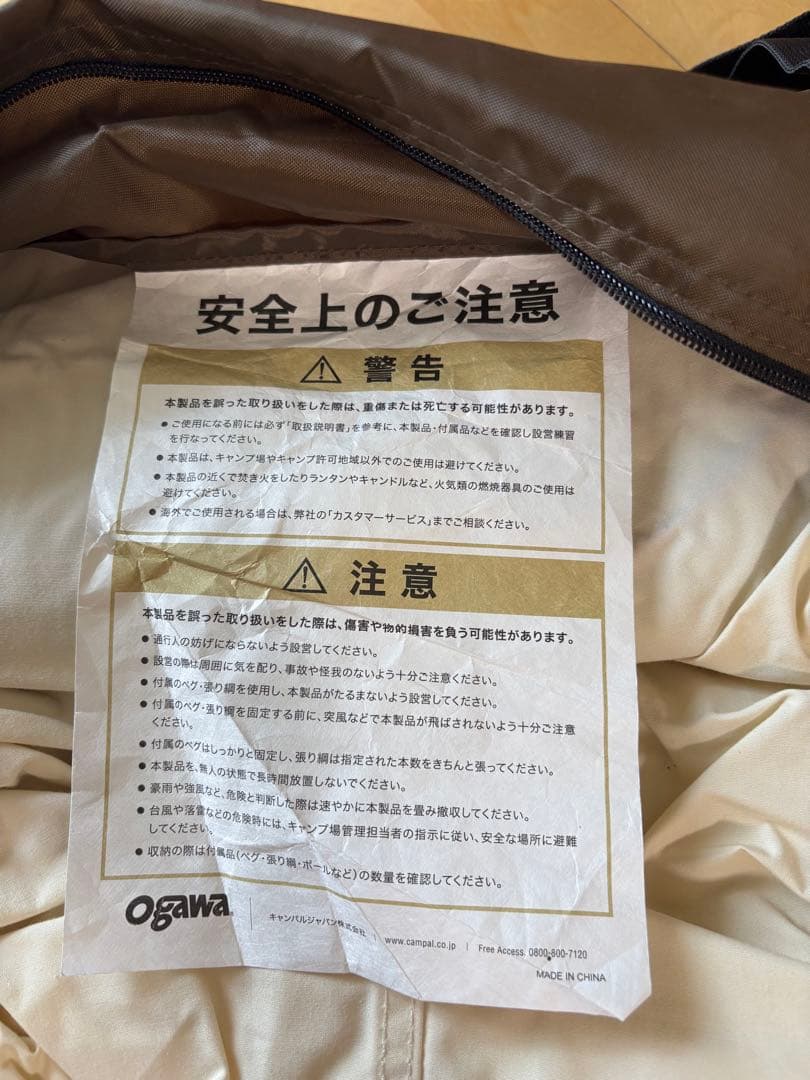 安全上のご注意
警告
本製品を誤った取り扱いをした際は、重傷または死亡する可能性があります。
● ご使用になる前には必ず「取扱説明書」を参考に、本製品・付属品などを確認し設営練習
を行なってください。
● 本製品は、キャンプ場やキャンプ許可地域以外でのご使用は避けてください。
● 本製品の近くで焚き火をしたりランタンやキャンドルなど、火気類の燃焼器具のご使用は
避けてください。
● 海外でご使用される場合は、弊社の「カスタマーサービス」までご相談ください。
注意
本製品を誤った取り扱いをした際は、傷害や物的損害を負う可能性があります。
● 通行人の妨げにならないよう設営してください。
● 設営の際は周囲に気を配り、事故や怪我のないよう十分ご注意ください。
● 付属のペグ・張り綱を使用し、本製品がたるまないよう設営してください。
● 付属のペグ・張り綱を固定する前に、突風などで本製品が飛ばされないよう十分ご注意
ください。
● 付属のペグはしっかりと固定し、張り綱は指定された本数をきちんと張ってください。
● 本製品を、無人の状態で長時間放置しないでください。
● 豪雨や強風など、危険と判断した際は速やかに本製品を畳み撤収してください。
● 台風や落雷などの危険時には、キャンプ場管理担当者の指示に従い、安全な場所に避難
してください。
● 収納の際は付属品(ペグ・張り綱・ポールなど)の数量を確認してください。
Ogawa | キャンパルジャパン株式会社 | www.campal.co.jp | Free Access. 0800-800-7120
MADE IN CHINA